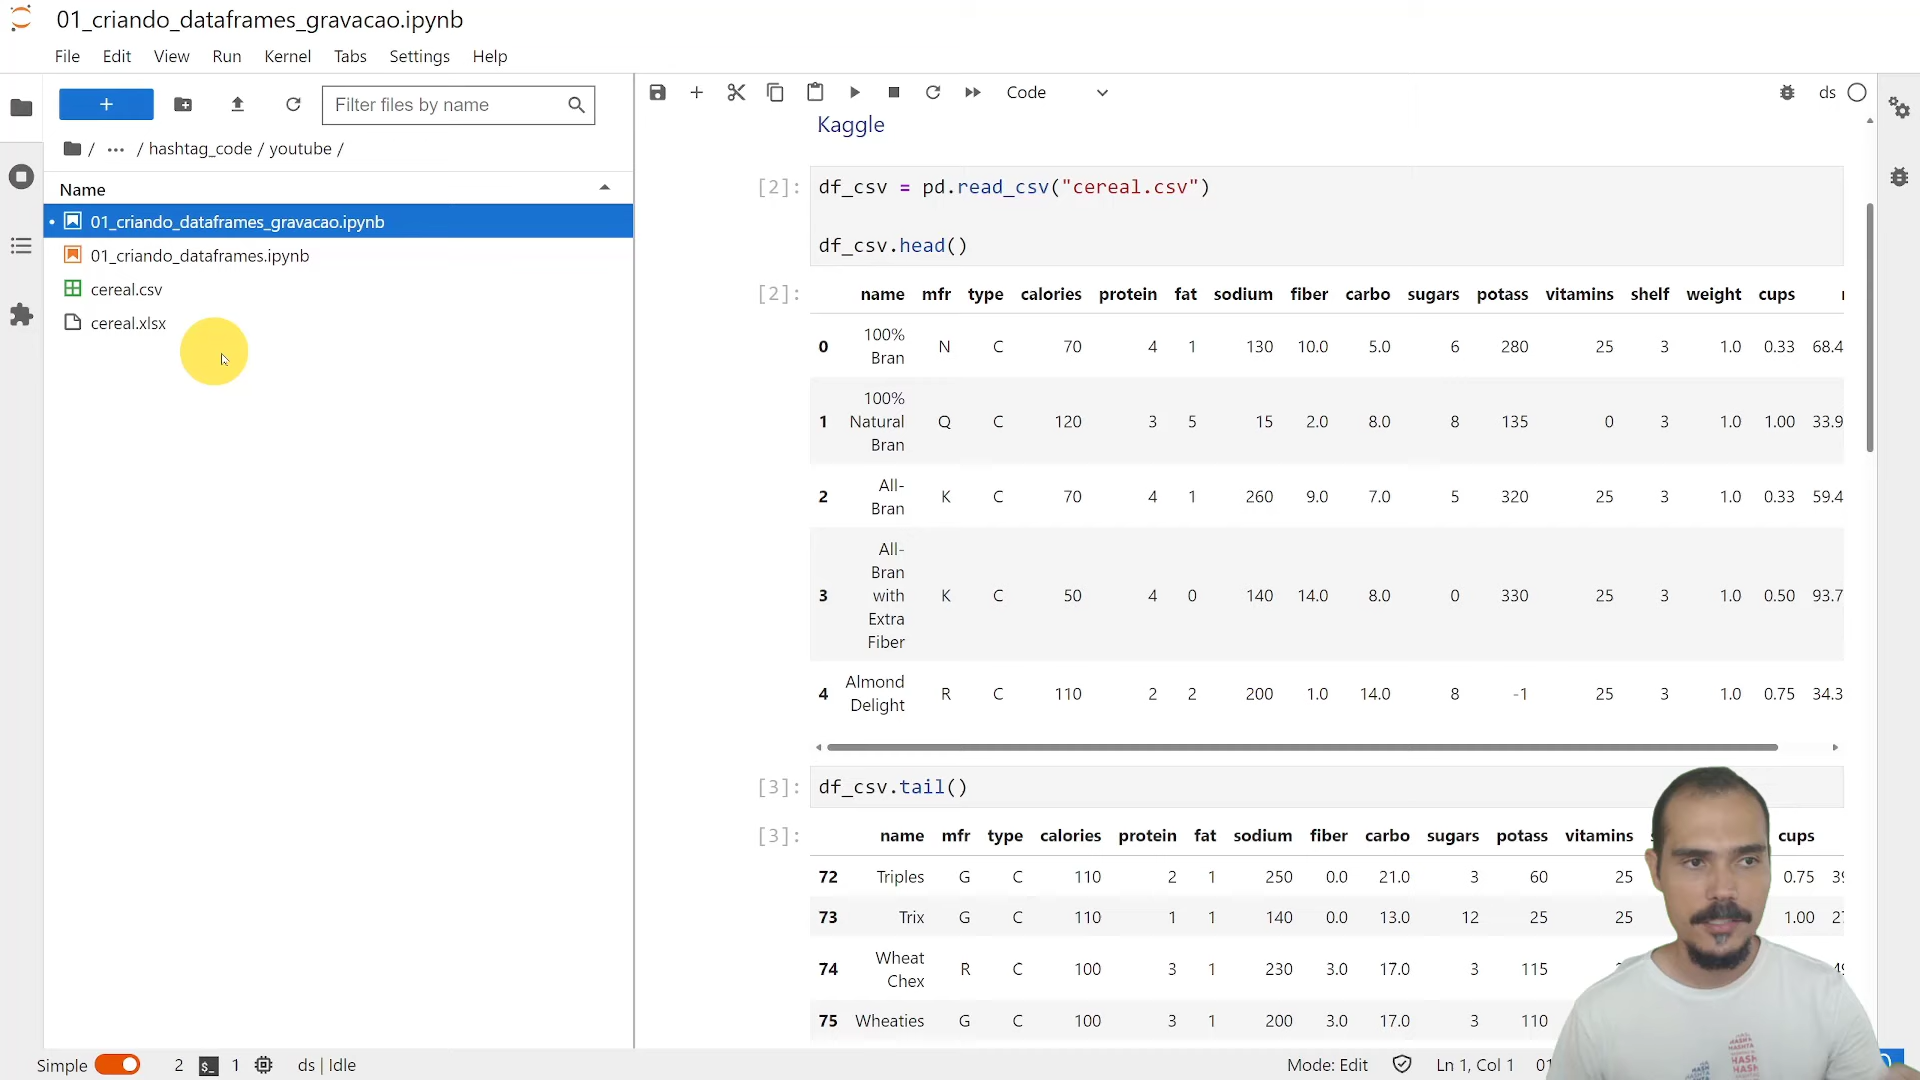 01_criando_dataframes_gravacao.ipynb
File Edit View Run Kernel Tabs Settings Help
+ Filter files by name
/ ··· / hashtag_code / youtube /
Name
01_criando_dataframes_gravacao.ipynb
01_criando_dataframes.ipynb
cereal.csv
cereal.xlsx
Code
ds
Kaggle
[2]: df_csv = pd.read_csv("cereal.csv")
df_csv.head()
[2]: name mfr type calories protein fat sodium fiber carbo sugars potass vitamins shelf weight cups
0 100% Bran N C 70 4 1 130 10.0 5.0 6 280 25 3 1.0 0.33 68.4
1 100% Natural Bran Q C 120 3 5 15 2.0 8.0 8 135 0 3 1.0 1.00 33.9
2 All-Bran K C 70 4 1 260 9.0 7.0 5 320 25 3 1.0 0.33 59.4
3 All-Bran with Extra Fiber K C 50 4 0 140 14.0 8.0 0 330 25 3 1.0 0.50 93.7
4 Almond Delight R C 110 2 2 200 1.0 14.0 8 -1 25 3 1.0 0.75 34.3
[3]: df_csv.tail()
[3]: name mfr type calories protein fat sodium fiber carbo sugars potass vitamins cups
72 Triples G C 110 2 1 250 0.0 21.0 3 60 25 0.75
73 Trix G C 110 1 1 140 0.0 13.0 12 25 25 1.00
74 Wheat Chex R C 100 3 1 230 3.0 17.0 3 115
75 Wheaties G C 100 3 1 200 3.0 17.0 3 110
Simple 2 1 ds | Idle Mode: Edit Ln 1, Col 1 01